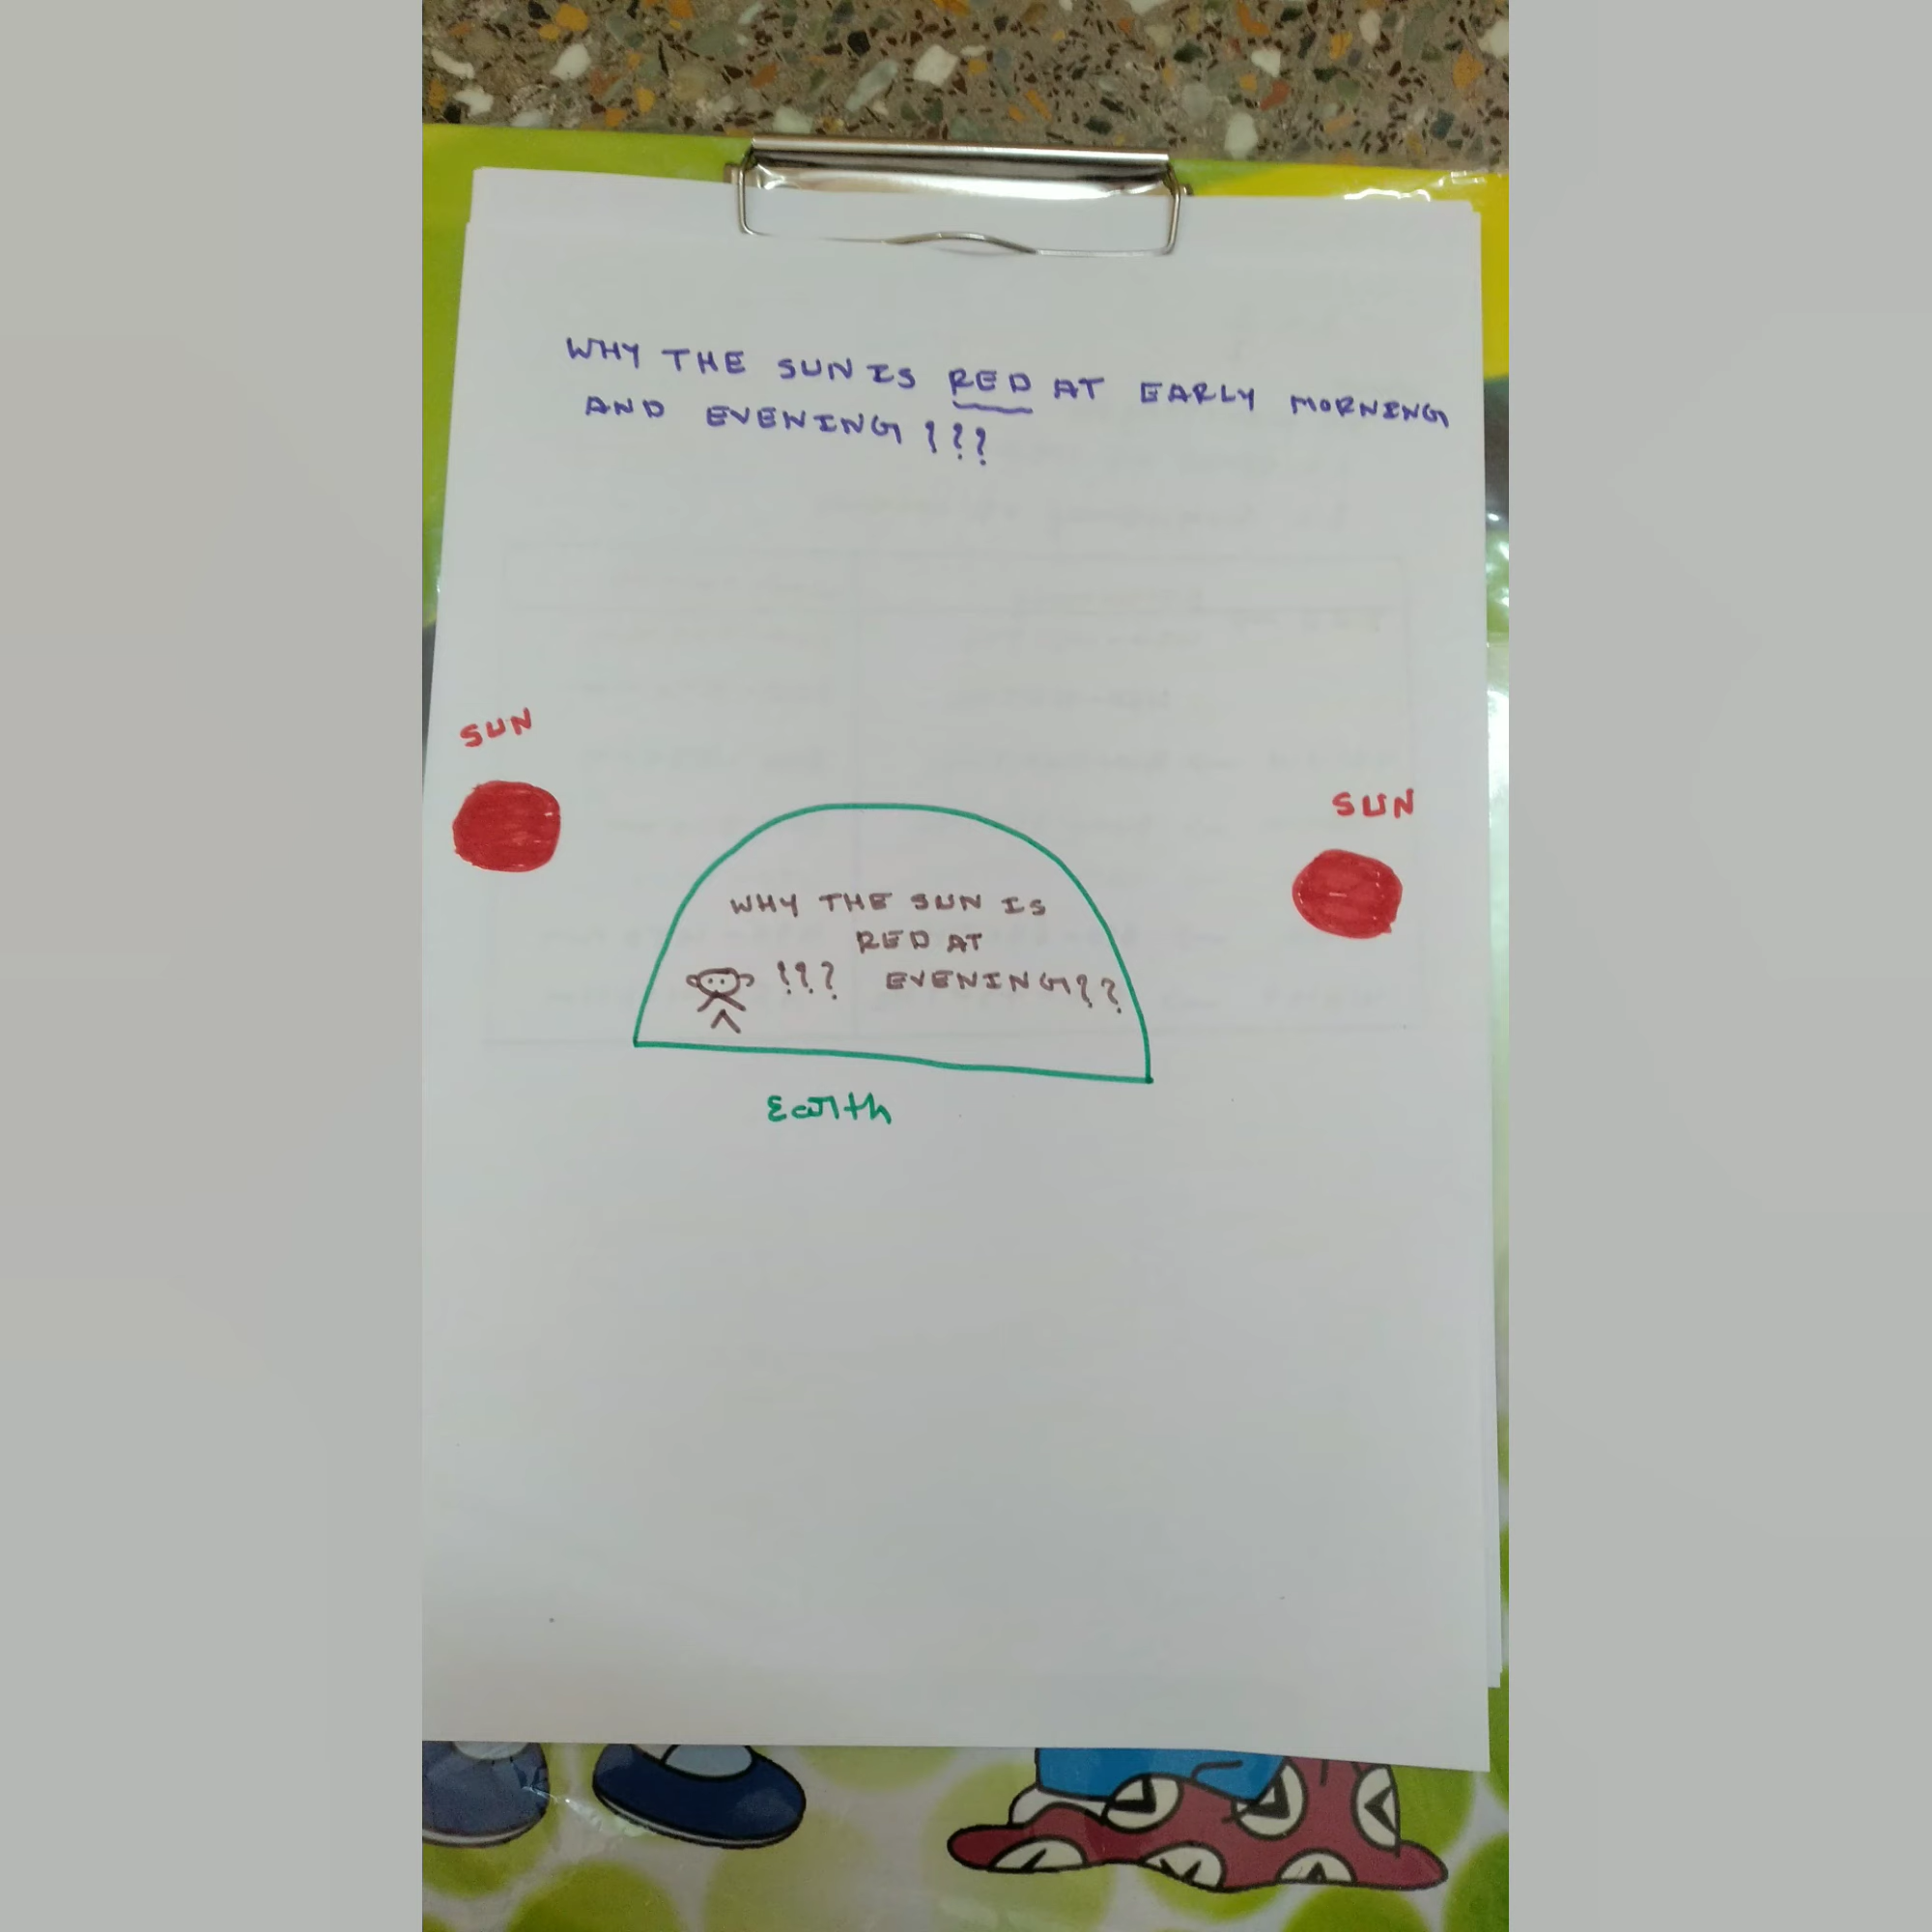 WHY THE SUN IS RED AT EARLY MORNING
AND EVENING???
SUN
SUN
WHY THE SUN IS
RED AT
??? EVENING??
Earth